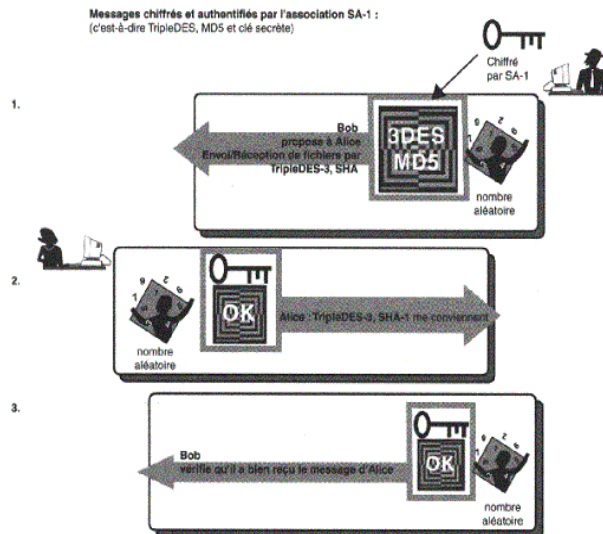 Messages chiffrés et authentifiés par l'association SA-1 :
(c'est-à-dire TripleDES, MD5 et clé secrète)
Chiffré
par SA-1
1.
Bob
propose à Alice
Envoi/Réception de fichiers par
TripleDES-3, SHA
3DES
MD5
nombre
aléatoire
2.
OK
Alice : TripleDES-3, SHA-1 me conviennent
nombre
aléatoire
3.
Bob
vérifie qu'il a bien reçu le message d'Alice
OK
nombre
aléatoire